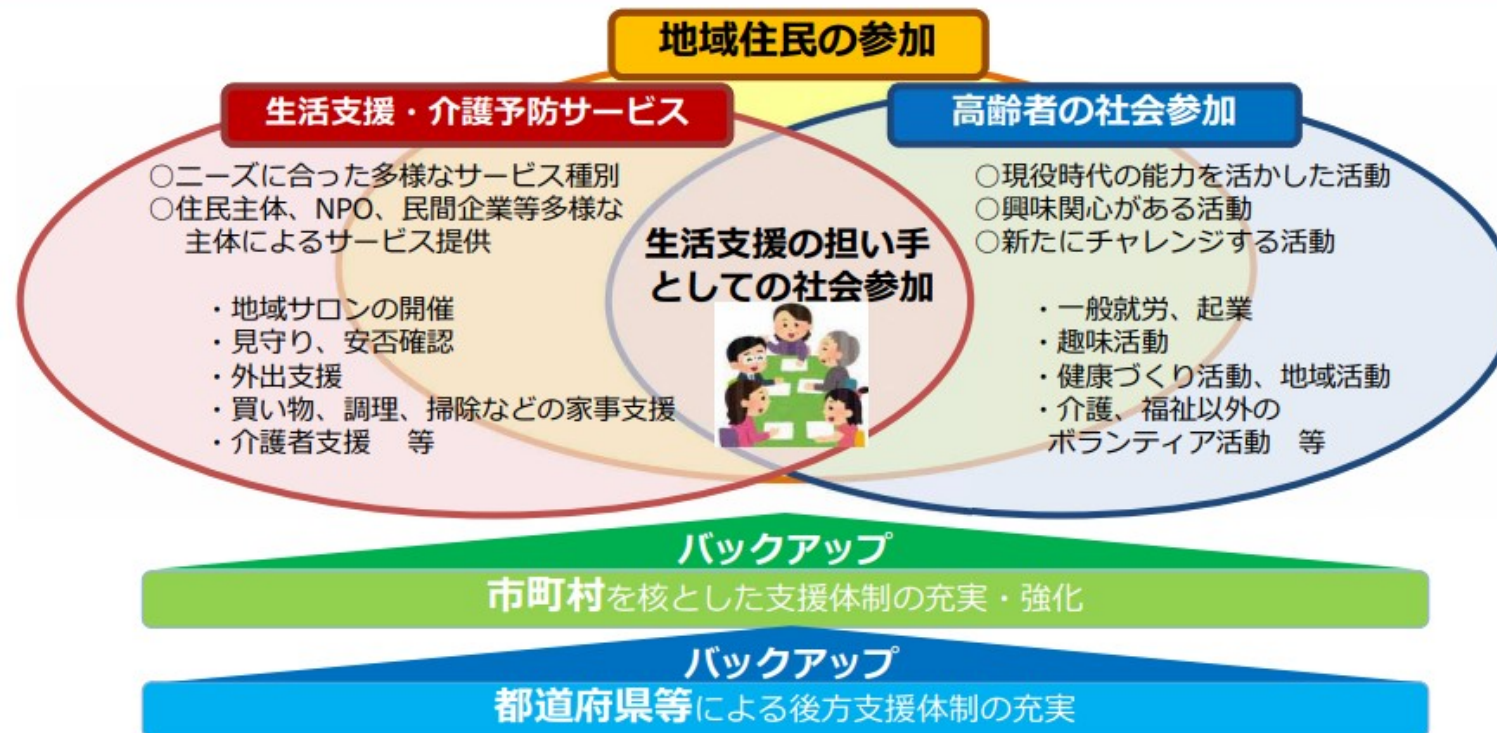 地域住民の参加
生活支援・介護予防サービス
○ニーズに合った多様なサービス種別
○住民主体、NPO、民間企業等多様な
主体によるサービス提供
・地域サロンの開催
・見守り、安否確認
・外出支援
・買い物、調理、掃除などの家事支援
・介護者支援　等
生活支援の担い手
としての社会参加
高齢者の社会参加
○現役時代の能力を活かした活動
○興味関心がある活動
○新たにチャレンジする活動
・一般就労、起業
・趣味活動
・健康づくり活動、地域活動
・介護、福祉以外の
ボランティア活動　等
バックアップ
市町村を核とした支援体制の充実・強化
バックアップ
都道府県等による後方支援体制の充実